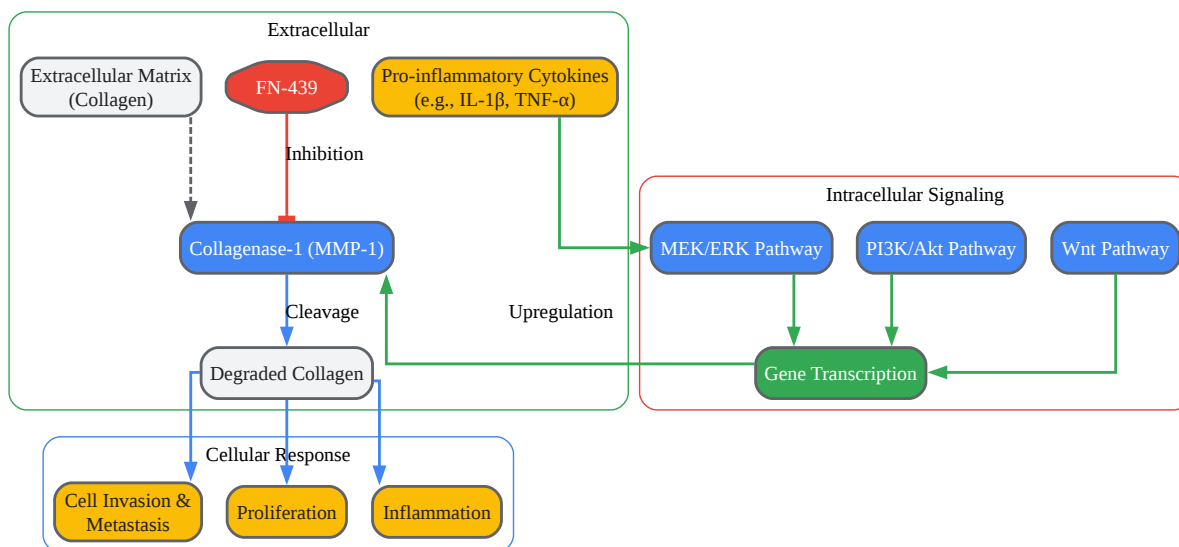 Extracellular
Extracellular Matrix
(Collagen)
FN-439
Pro-inflammatory Cytokines
(e.g., IL-1β, TNF-α)
Inhibition
Intracellular Signaling
Collagenase-1 (MMP-1)
MEK/ERK Pathway
PI3K/Akt Pathway
Wnt Pathway
Cleavage
Upregulation
Degraded Collagen
Gene Transcription
Cellular Response
Cell Invasion &
Metastasis
Proliferation
Inflammation